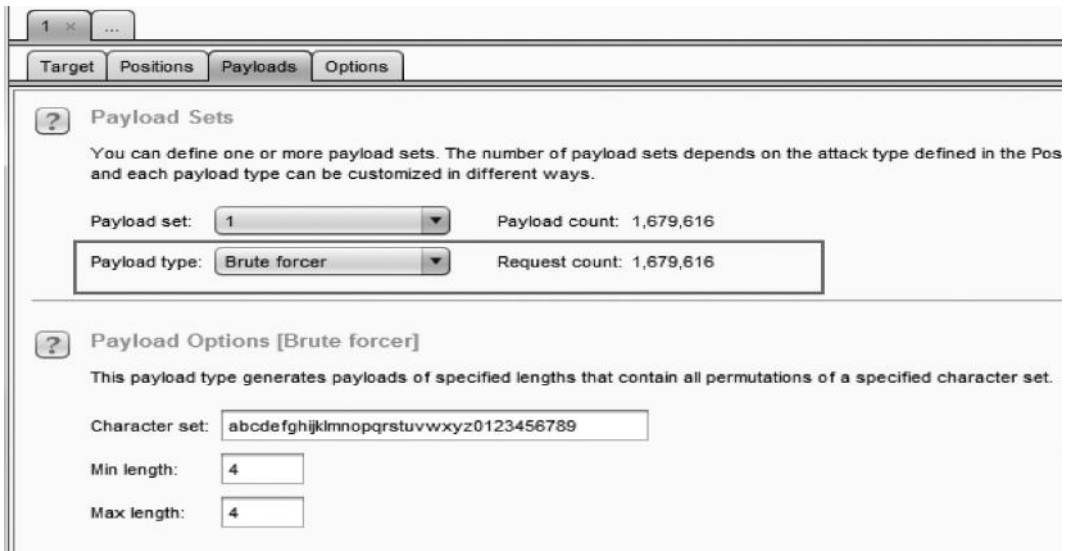 1 × ...
Target Positions Payloads Options
? Payload Sets
You can define one or more payload sets. The number of payload sets depends on the attack type defined in the Pos
and each payload type can be customized in different ways.
Payload set: 1 Payload count: 1,679,616
Payload type: Brute forcer Request count: 1,679,616
? Payload Options [Brute forcer]
This payload type generates payloads of specified lengths that contain all permutations of a specified character set.
Character set: abcdefghijklmnopqrstuvwxyz0123456789
Min length: 4
Max length: 4